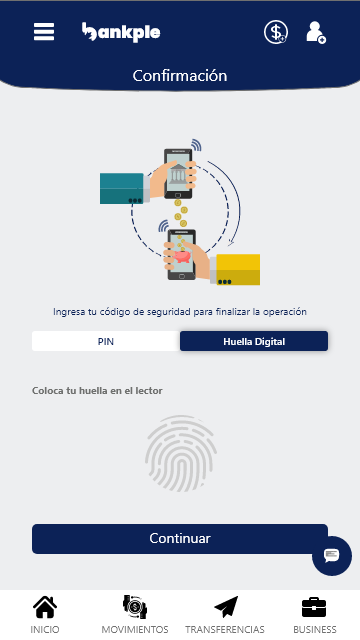 bankple
Confirmación
Ingresa tu código de seguridad para finalizar la operación
PIN
Huella Digital
Coloca tu huella en el lector
Continuar
INICIO
MOVIMIENTOS
TRANSFERENCIAS
BUSINESS